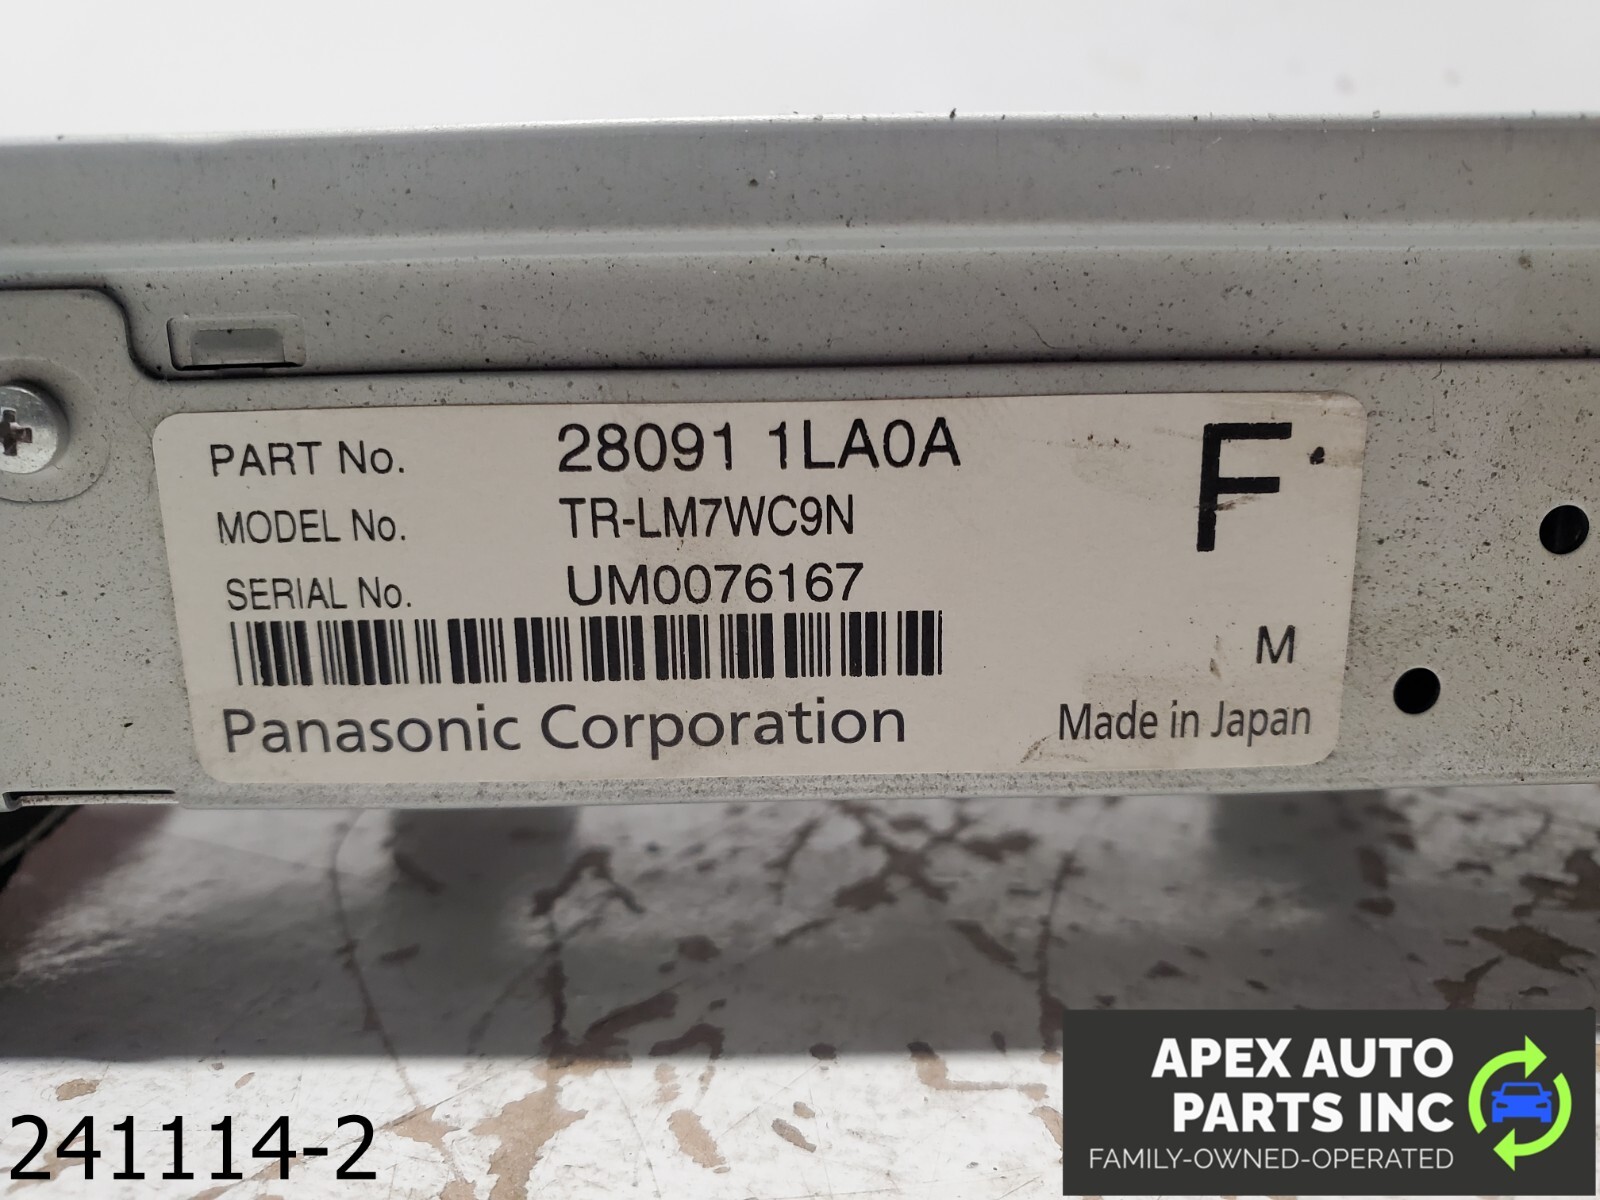 PART No. 28091 1LA0A
F
MODEL No. TR-LM7WC9N
SERIAL No. UM0076167
M
Panasonic Corporation
Made in Japan
APEX AUTO
PARTS INC
FAMILY-OWNED-OPERATED
241114-2